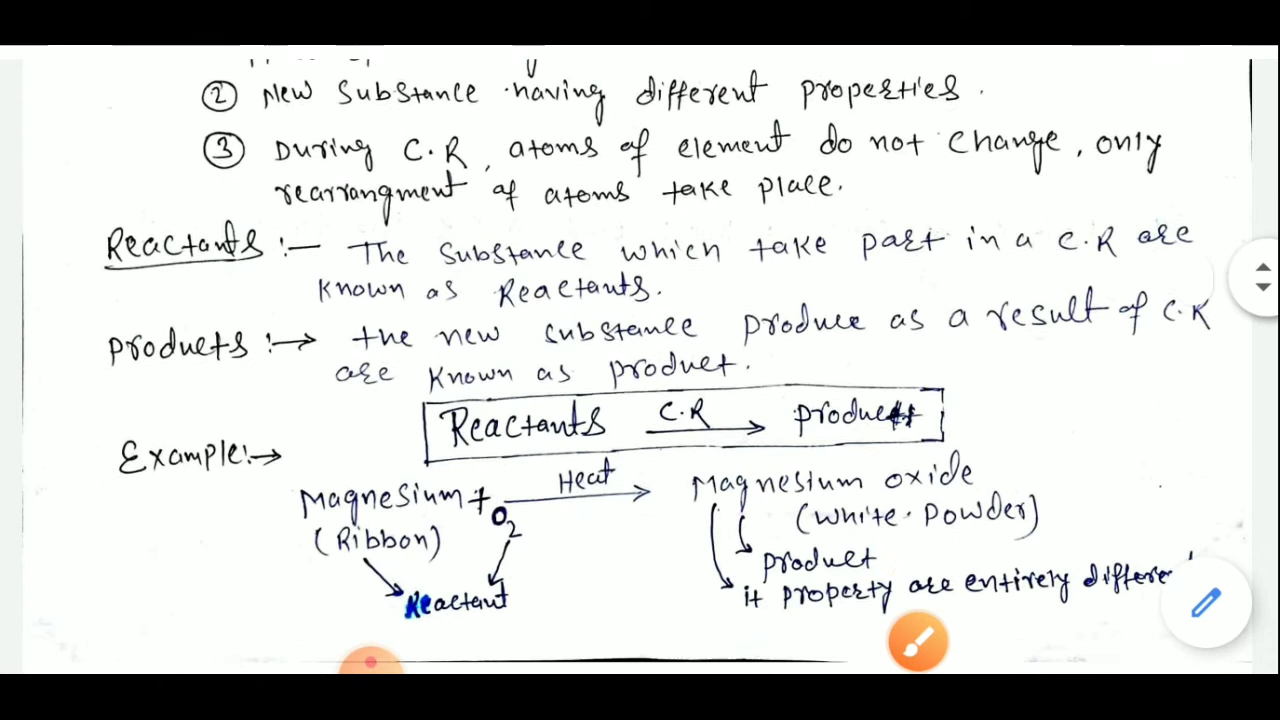 ② New Substance having different properties.
③ During C.R, atoms of element do not change, only
rearrangment of atoms take place.
Reactants :— The Substance which take part in a C.R are
known as Reactants.
products :→ the new substance produce as a result of C.R
are known as product.
Reactants C.R → product
Example:→
Magnesium + O2 Heat → Magnesium oxide
(Ribbon) (white. Powder)
Reactant product
it property are entirely